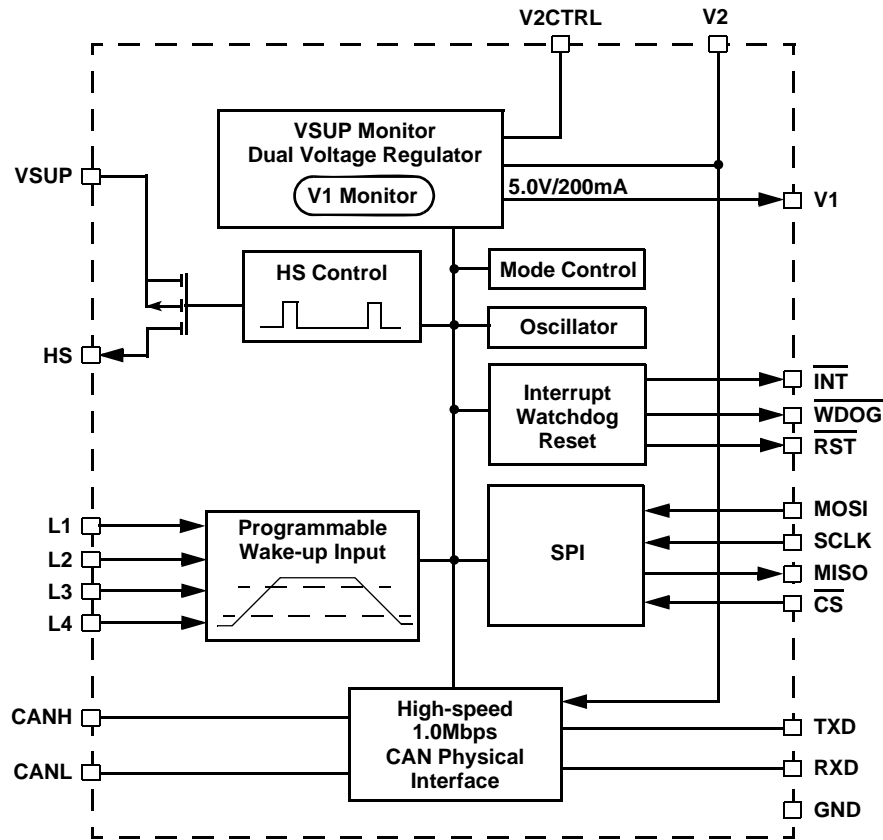 V2CTRL
V2
VSUP Monitor
Dual Voltage Regulator
V1 Monitor
VSUP
5.0V/200mA
V1
HS Control
Mode Control
Oscillator
HS
Interrupt
Watchdog
Reset
INT
WDOG
RST
L1
L2
L3
L4
Programmable
Wake-up Input
SPI
MOSI
SCLK
MISO
CS
CANH
CANL
High-speed
1.0Mbps
CAN Physical
Interface
TXD
RXD
GND